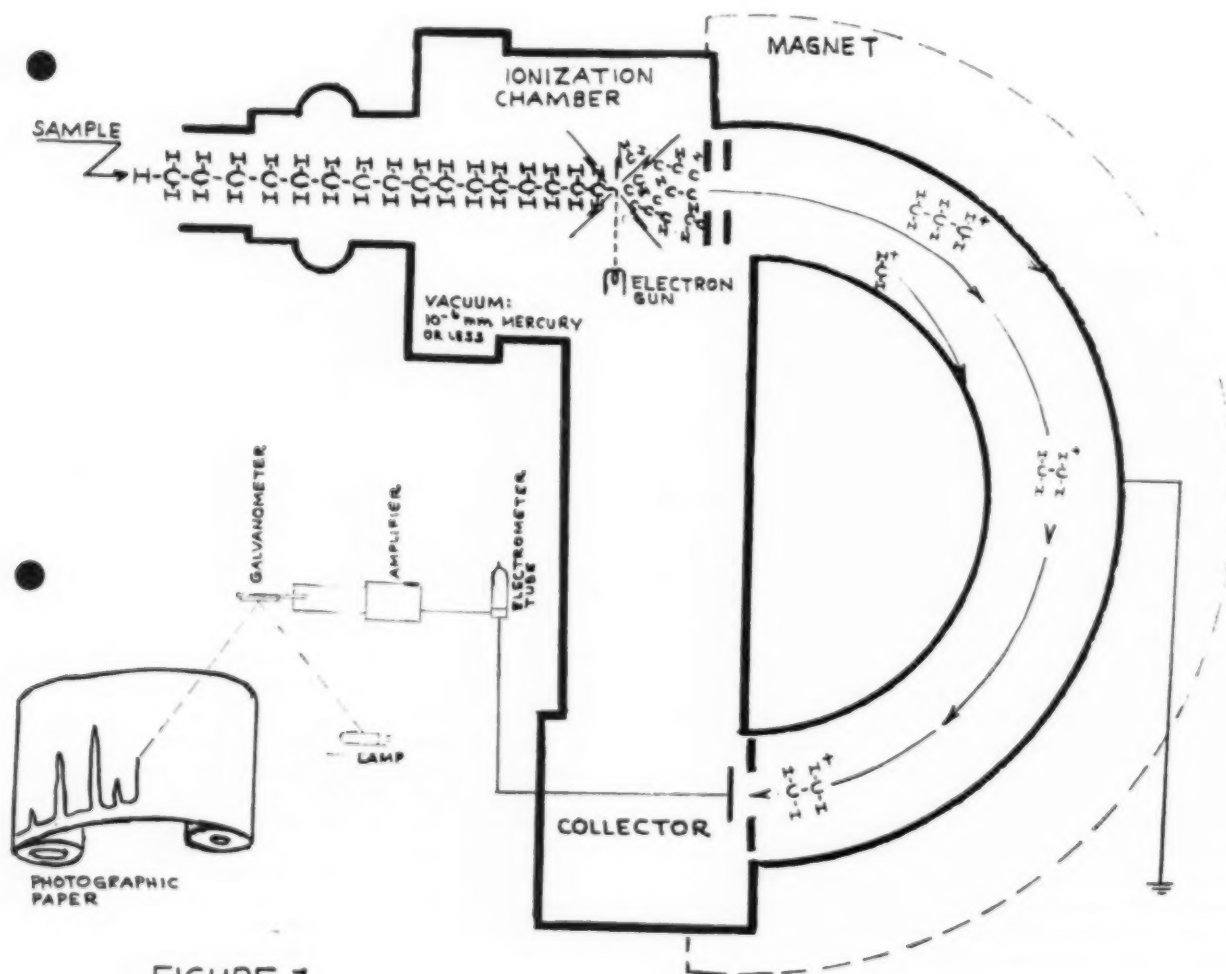 MAGNET
IONIZATION
CHAMBER
SAMPLE
ELECTRON
GUN
VACUUM:
10⁻⁶ mm MERCURY
OR LESS
GALVANOMETER
AMPLIFIER
ELECTROMETER
TUBE
LAMP
COLLECTOR
PHOTOGRAPHIC
PAPER
FIGURE 1